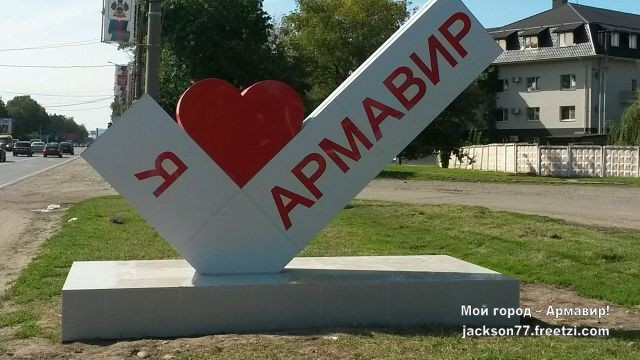 Я
АРМАВИР
Мой город - Армавир!
jackson77.freetzi.com